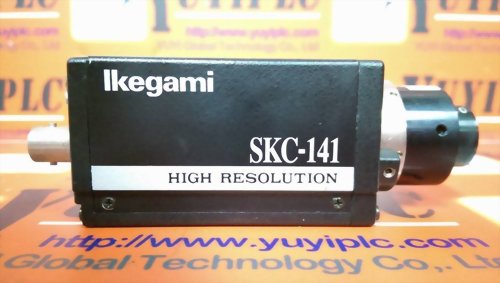 Ikegami
SKC-141
HIGH RESOLUTION
http://www.yuyiplc.com/
Global Technology Co,. Ltd.